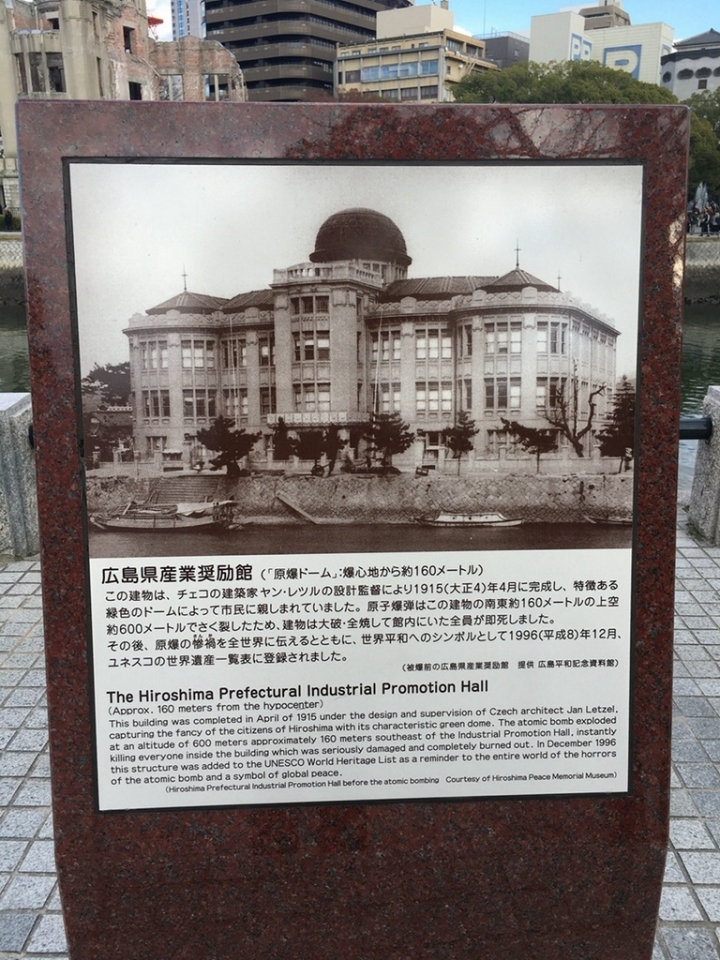 広島県産業奨励館 (「原爆ドーム」;爆心地から約160メートル)
この建物は、チェコの建築家ヤン・レツルの設計監督により1915(大正4)年4月に完成し、特徴ある
緑色のドームによって市民に親しまれていました。原子爆弾はこの建物の南東約160メートルの上空
約600メートルでさく裂したため、建物は大破・全焼して館内にいた全員が即死しました。
その後、原爆の惨禍を全世界に伝えるとともに、世界平和へのシンボルとして1996(平成8)年12月、
ユネスコの世界遺産一覧表に登録されました。
(被爆前の広島県産業奨励館 提供 広島平和記念資料館)
The Hiroshima Prefectural Industrial Promotion Hall
(Approx. 160 meters from the hypocenter)
This building was completed in April of 1915 under the design and supervision of Czech architect Jan Letzel,
capturing the fancy of the citizens of Hiroshima with its characteristic green dome. The atomic bomb exploded
at an altitude of 600 meters approximately 160 meters southeast of the Industrial Promotion Hall, instantly
killing everyone inside the building which was seriously damaged and completely burned out. In December 1996
this structure was added to the UNESCO World Heritage List as a reminder to the entire world of the horrors
of the atomic bomb and a symbol of global peace.
(Hiroshima Prefectural Industrial Promotion Hall before the atomic bombing Courtesy of Hiroshima Peace Memorial Museum)